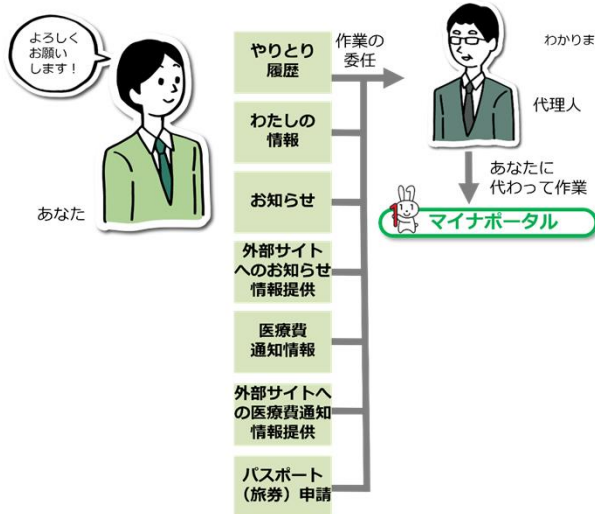 よろしく
お願い
します！
あなた
やりとり
履歴
わたしの
情報
お知らせ
外部サイト
へのお知らせ
情報提供
医療費
通知情報
外部サイトへ
の医療費通知
情報提供
パスポート
（旅券）申請
作業の
委任
わかりま
代理人
あなたに
代わって作業
マイナポータル